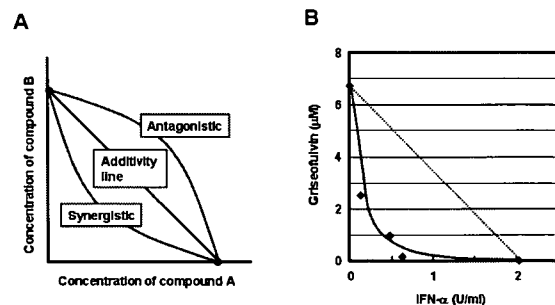 A
Concentration of compound B
Antagonistic
Additivity
line
Synergistic
Concentration of compound A
B
Griseofulvin (μM)
8
6
4
2
0
0
1
2
IFN-α (U/ml)